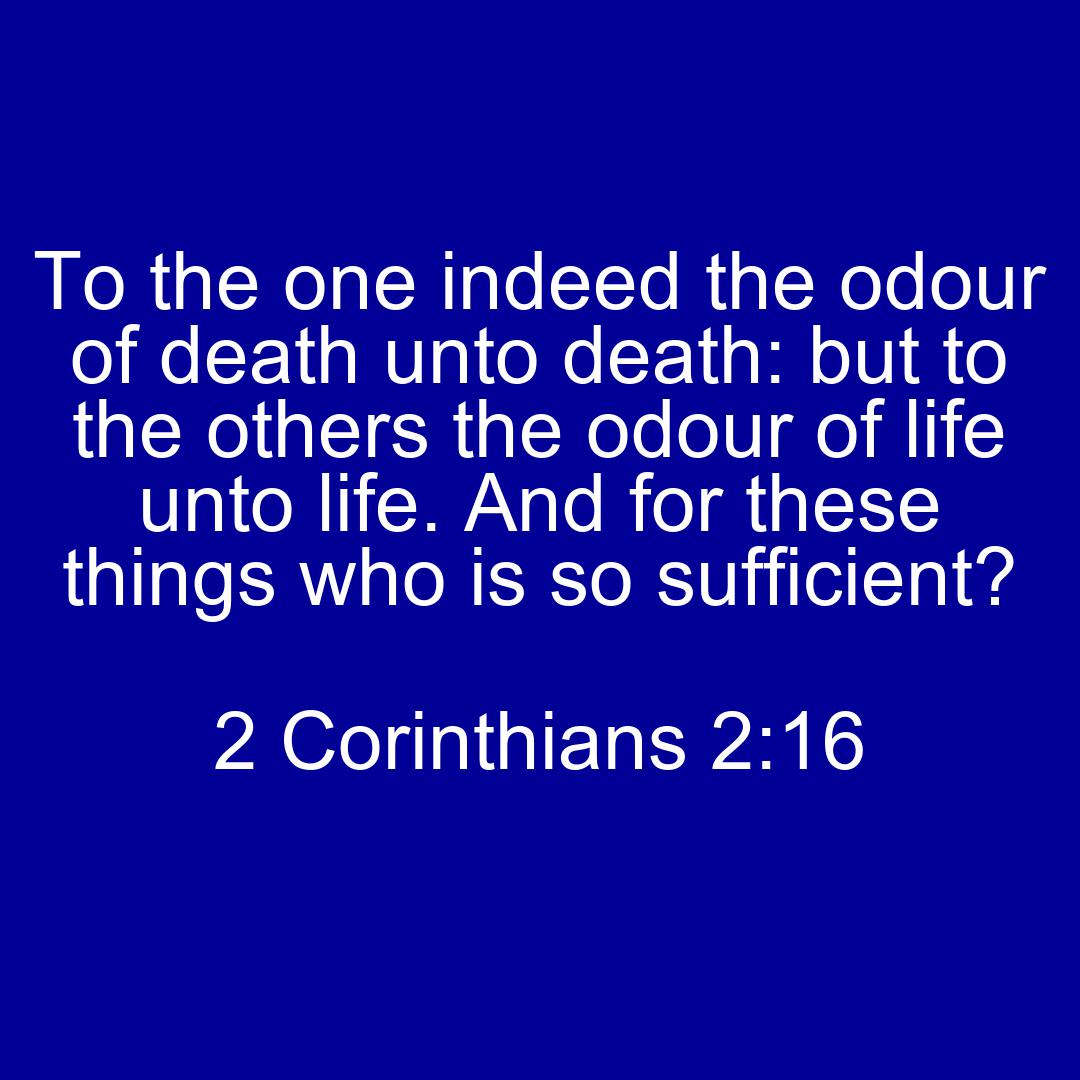 To the one indeed the odour
of death unto death: but to
the others the odour of life
unto life. And for these
things who is so sufficient?
2 Corinthians 2:16